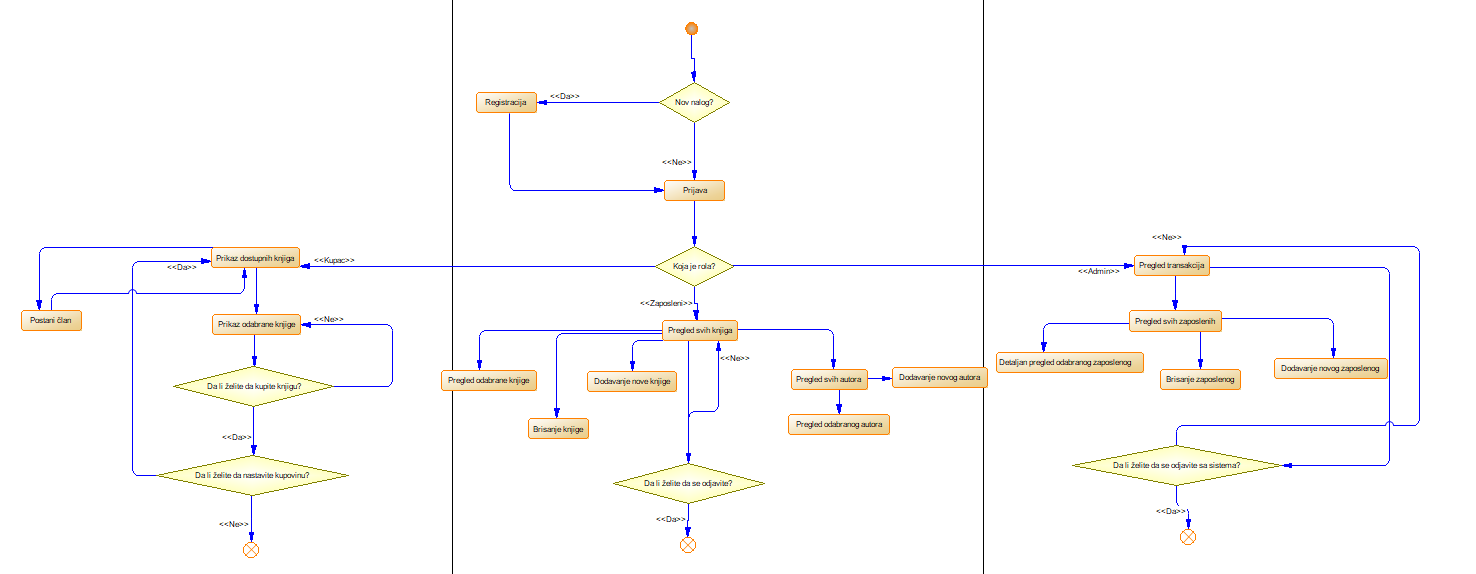 Nov nalog?
<<Da>>
Registracija
<<Ne>>
Prijava
Koja je rola?
<<Kupac>>
<<Zaposleni>>
<<Admin>>
Prikaz dostupnih knjiga
<<Da>>
Postani član
Prikaz odabrane knjige
<<Ne>>
Da li želite da kupite knjigu?
<<Da>>
Da li želite da nastavite kupovinu?
<<Ne>>
Pregled svih knjiga
<<Ne>>
Pregled odabrane knjige
Brisanje knjige
Dodavanje nove knjige
Pregled svih autora
Dodavanje novog autora
Pregled odabranog autora
Da li želite da se odjavite?
<<Da>>
<<Ne>>
Pregled transakcija
Pregled svih zaposlenih
Detaljan pregled odabranog zaposlenog
Brisanje zaposlenog
Dodavanje novog zaposlenog
Da li želite da se odjavite sa sistema?
<<Da>>